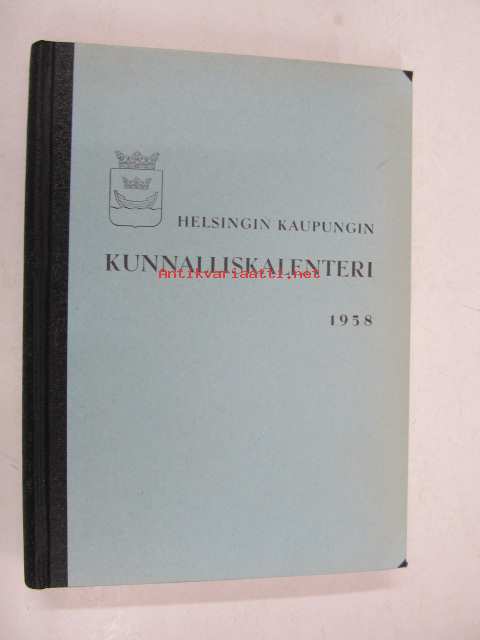 HELSINGIN KAUPUNGIN
KUNNALLISKALENTERI
Antikvariaatti.net
1958